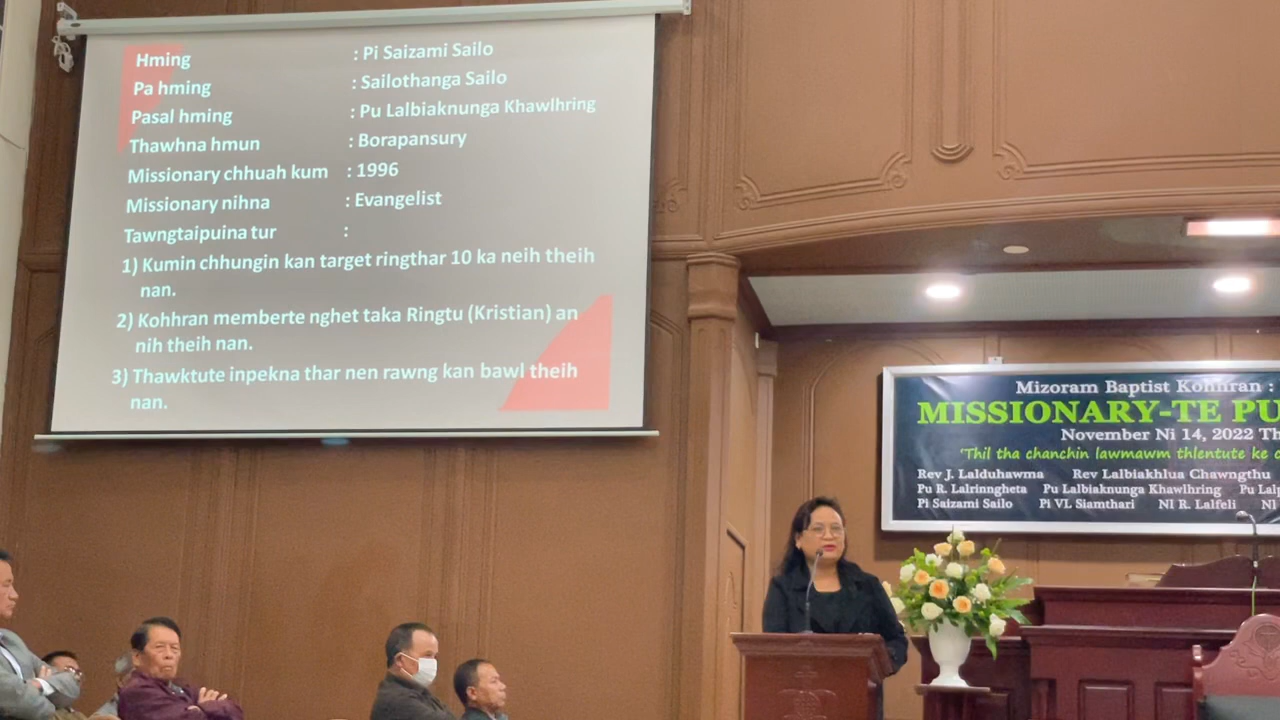 Hming : Pi Saizami Sailo
Pa hming : Sailothanga Sailo
Pasal hming : Pu Lalbiaknunga Khawlhring
Thawhna hmun : Borapansury
Missionary chhuah kum : 1996
Missionary nihna : Evangelist
Tawngtaipuina tur :
1) Kumin chhungin kan target ringthar 10 ka neih theih
nan.
2) Kohhran memberte nghet taka Ringtu (Kristian) an
nih theih nan.
3) Thawktute inpekna thar nen rawng kan bawl theih
nan.
Mizoram Baptist Kohhran :
MISSIONARY-TE PU
November Ni 14, 2022 Th
'Thil tha chanchin lawmawm thlentute ke
Rev J. Lalduhawma Rev Lalbiakhlua Chawngthu
Pu R. Lalrinngheta Pu Lalbiaknunga Khawlhring Pu Lalp
Pi Saizami Sailo Pi VL Siamthari Nl R. Lalfeli Nl